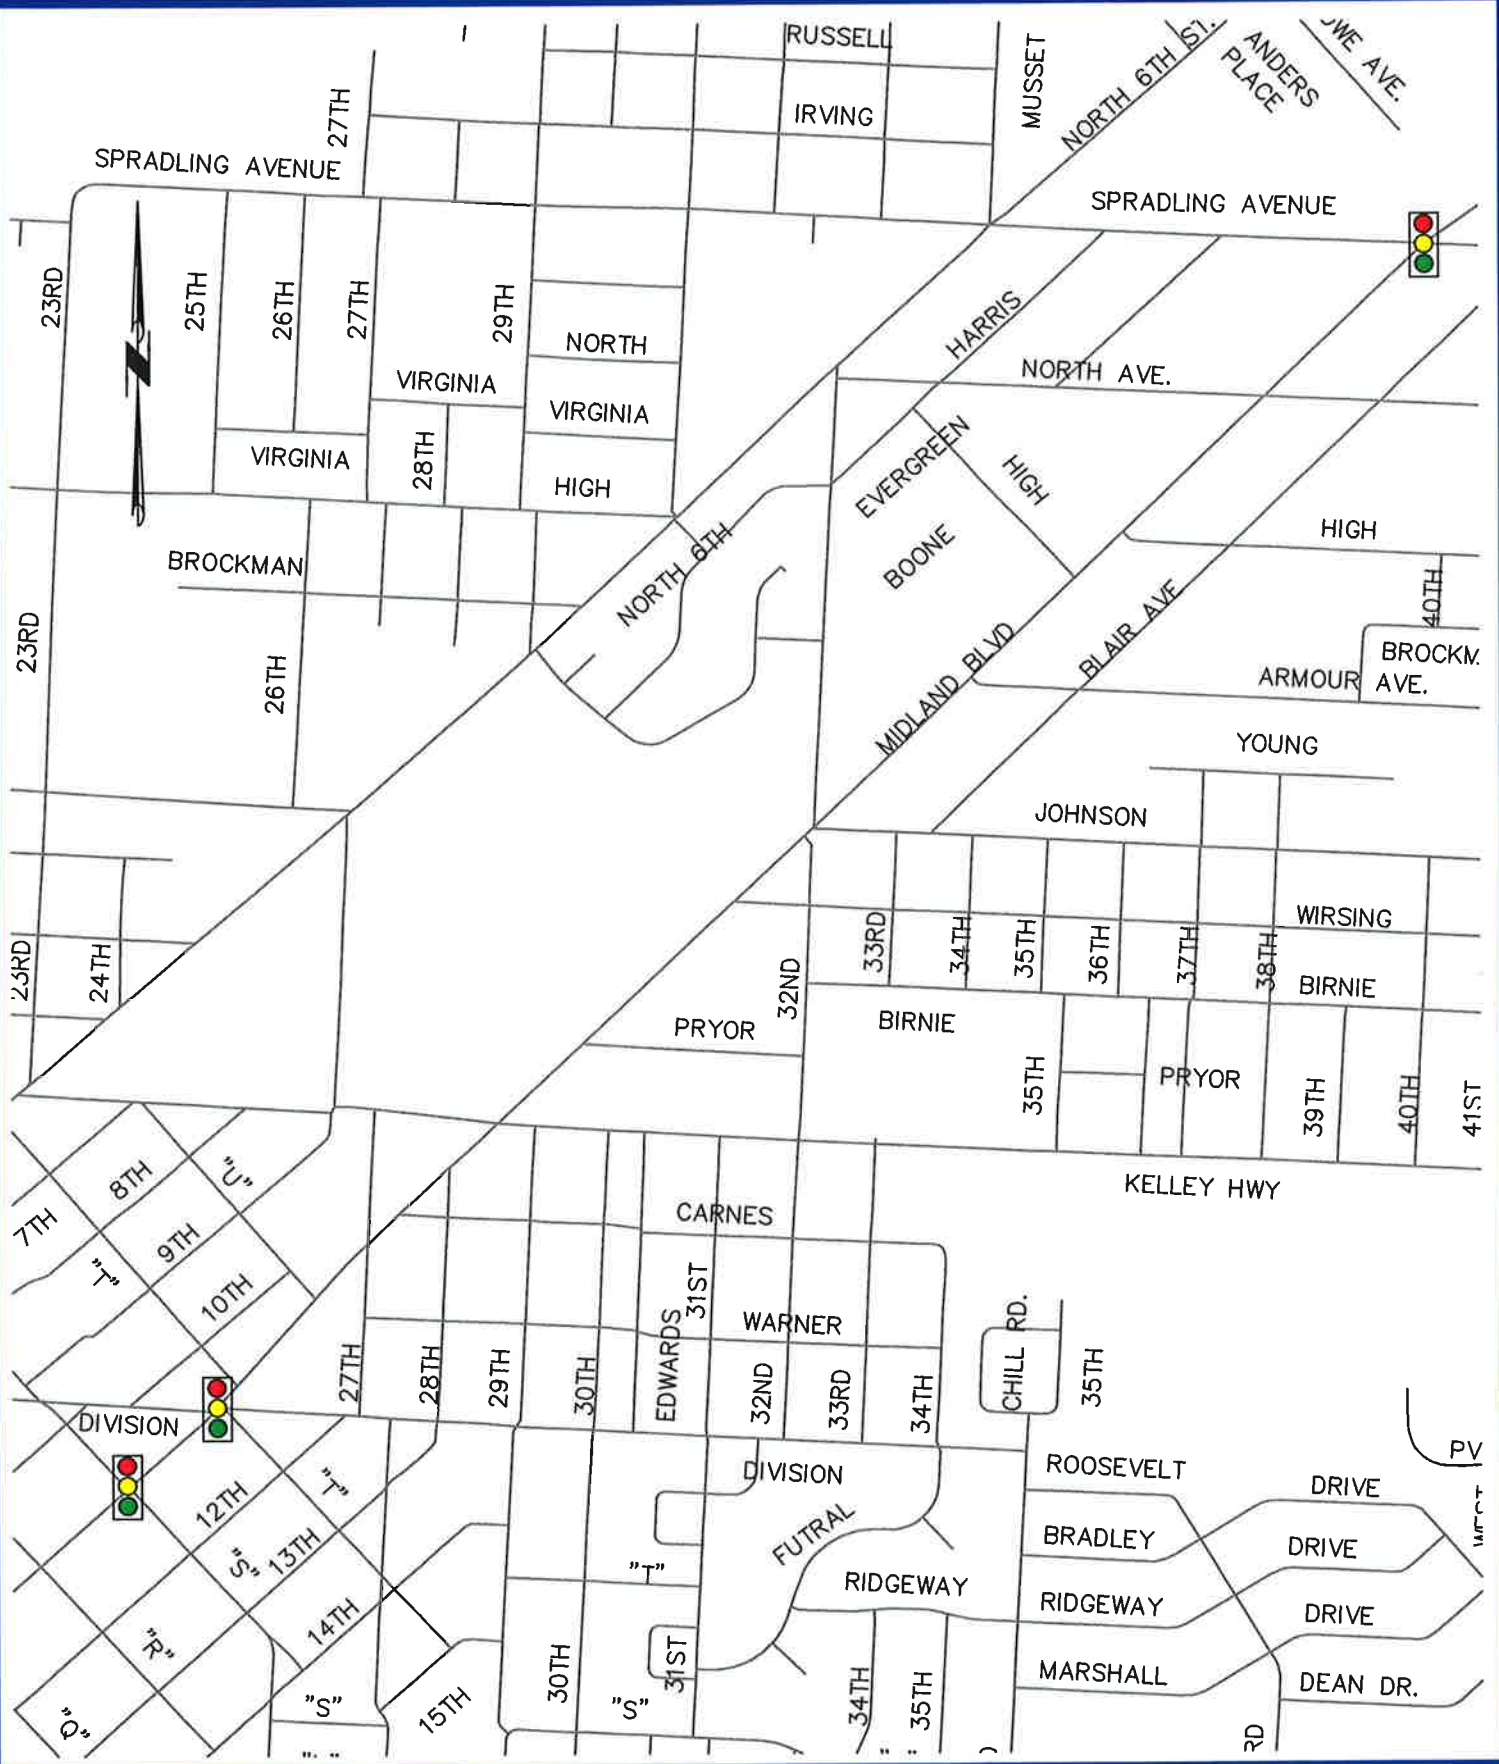 RUSSELL
MUSSET
NORTH 6TH ST.
ANDERS
PLACE
OWE AVE.
27TH
IRVING
SPRADLING AVENUE
SPRADLING AVENUE
23RD
25TH
26TH
27TH
29TH
HARRIS
NORTH
NORTH AVE.
VIRGINIA
VIRGINIA
VIRGINIA
28TH
HIGH
EVERGREEN
HIGH
BOONE
HIGH
NORTH 6TH
BROCKMAN
40TH
23RD
26TH
MIDLAND BLVD
BLAIR AVE
BROCKM.
ARMOUR
AVE.
YOUNG
JOHNSON
WIRSING
23RD
24TH
32ND
33RD
34TH
35TH
36TH
37TH
38TH
BIRNIE
BIRNIE
PRYOR
35TH
PRYOR
39TH
40TH
41ST
KELLEY HWY
7TH
8TH
"U"
9TH
"T"
10TH
CARNES
31ST
WARNER
EDWARDS
27TH
28TH
29TH
30TH
32ND
33RD
34TH
CHILL RD.
35TH
DIVISION
DIVISION
PV
ROOSEVELT
DRIVE
12TH
"T"
"S"
13TH
FUTRAL
BRADLEY
DRIVE
WEST
"T"
RIDGEWAY
RIDGEWAY
DRIVE
14TH
"R"
30TH
31ST
MARSHALL
DEAN DR.
"Q"
"S"
15TH
"S"
34TH
35TH
RD